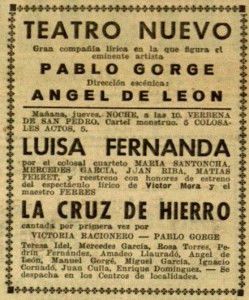 TEATRO NUEVO
Gran compañía lírica en la que figura el
eminente artista
PABLO GORGE
Dirección escénica:
ANGEL DE LEON
Mañana, jueves, NOCHE, a las 10. VERBENA
DE SAN PEDRO, Cartel monstruo. 5 COLOSA-
LES ACTOS, 5.
LUISA FERNANDA
por el colosal cuarteto MARIA SANTONCHA,
MERCEDES GARCIA, JUAN RIBA, MATIAS
FERRET, y reestreno con honores de estreno
del espectáculo lírico de Víctor Mora y el
maestro FERRES
LA CRUZ DE HIERRO
cantada por primera vez por
VICTORIA RACIONERO — PABLO GORGE
Teresa Idel, Mercedes García, Rosa Torres, Pe-
drín Fernández, Amadeo Llauradó, Angel de
León, Manuel Gorgé, Miguel García, Ignacio
Cornadó, Juan Culla, Enrique Domínguez. — Se
despacha en los Centros de localidades.